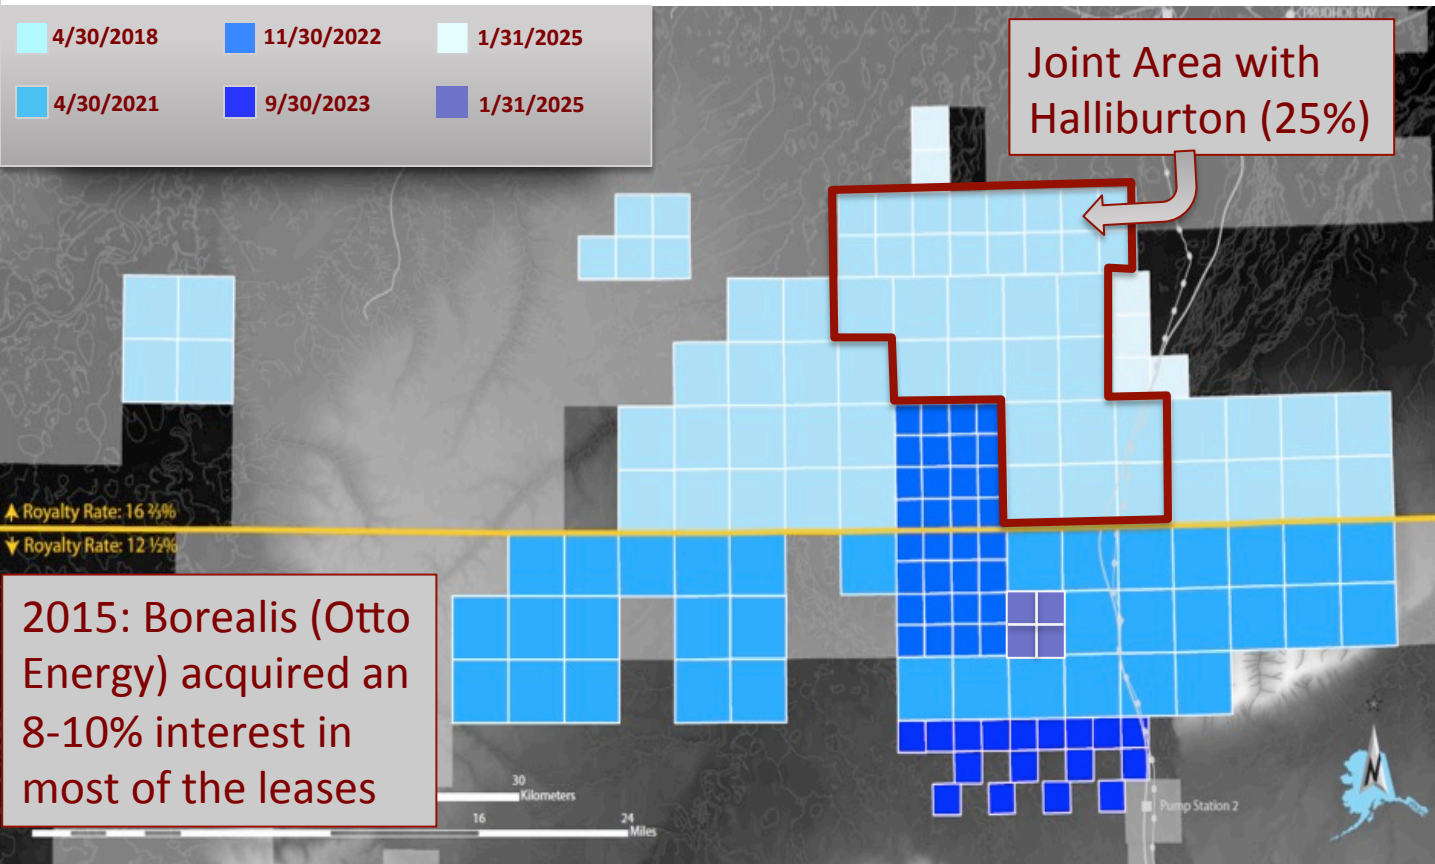 PRUDHOE BAY
4/30/2018
11/30/2022
1/31/2025
4/30/2021
9/30/2023
1/31/2025
Joint Area with
Halliburton (25%)
Royalty Rate: 16 ⅔%
Royalty Rate: 12 ½%
2015: Borealis (Otto
Energy) acquired an
8-10% interest in
most of the leases
30
Kilometers
16
24
Miles
Pump Station 2
N